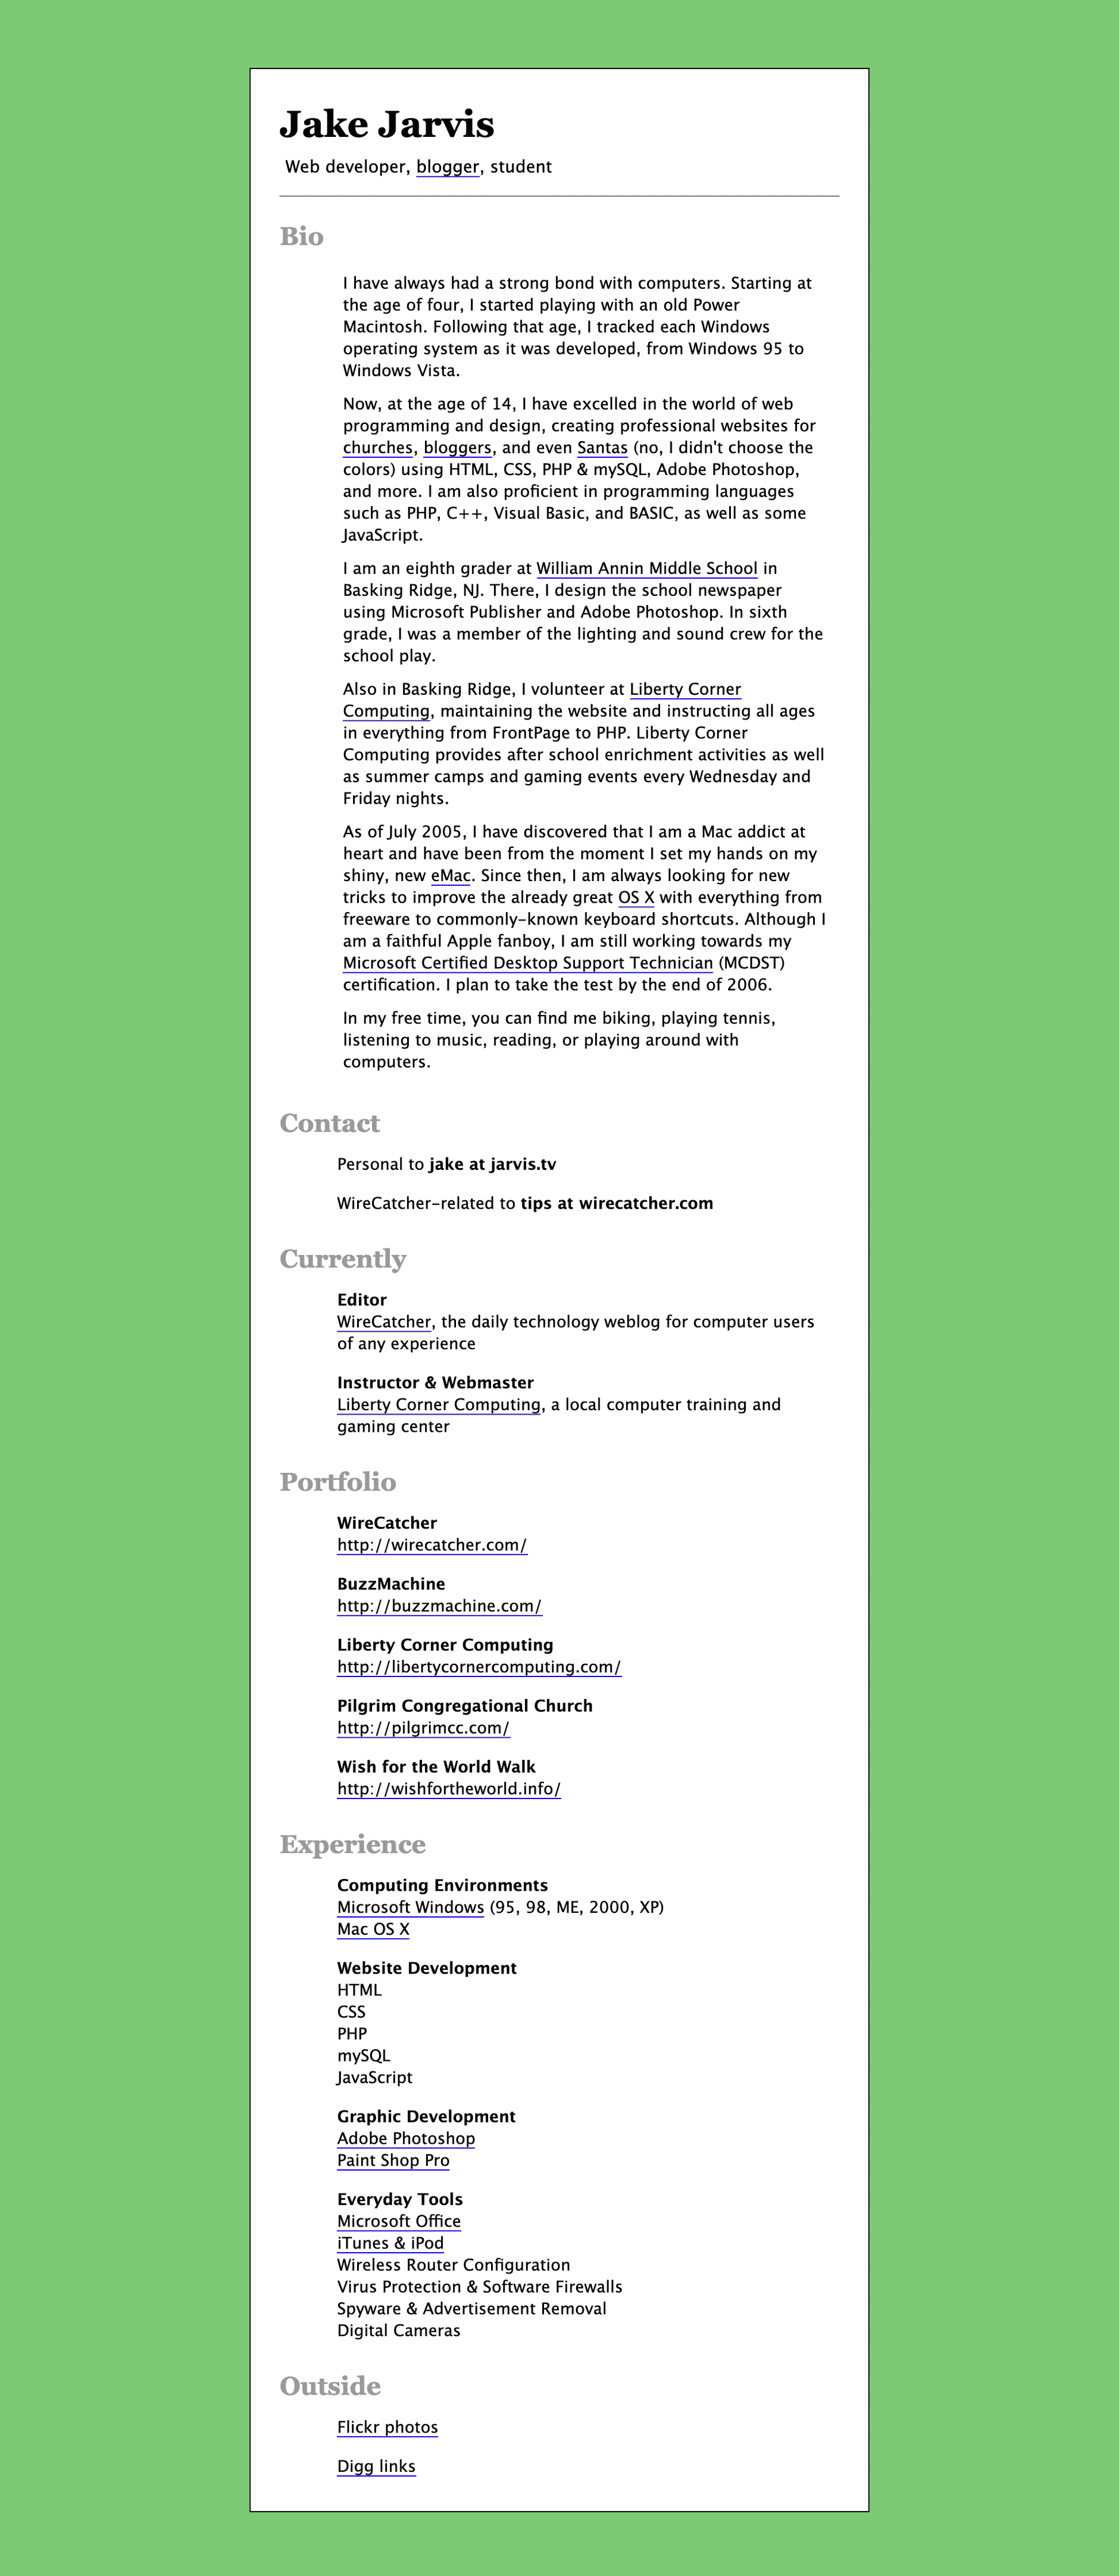 Jake Jarvis
Web developer, blogger, student
Bio
I have always had a strong bond with computers. Starting at
the age of four, I started playing with an old Power
Macintosh. Following that age, I tracked each Windows
operating system as it was developed, from Windows 95 to
Windows Vista.
Now, at the age of 14, I have excelled in the world of web
programming and design, creating professional websites for
churches, bloggers, and even Santas (no, I didn't choose the
colors) using HTML, CSS, PHP & mySQL, Adobe Photoshop,
and more. I am also proficient in programming languages
such as PHP, C++, Visual Basic, and BASIC, as well as some
JavaScript.
I am an eighth grader at William Annin Middle School in
Basking Ridge, NJ. There, I design the school newspaper
using Microsoft Publisher and Adobe Photoshop. In sixth
grade, I was a member of the lighting and sound crew for the
school play.
Also in Basking Ridge, I volunteer at Liberty Corner
Computing, maintaining the website and instructing all ages
in everything from FrontPage to PHP. Liberty Corner
Computing provides after school enrichment activities as well
as summer camps and gaming events every Wednesday and
Friday nights.
As of July 2005, I have discovered that I am a Mac addict at
heart and have been from the moment I set my hands on my
shiny, new eMac. Since then, I am always looking for new
tricks to improve the already great OS X with everything from
freeware to commonly-known keyboard shortcuts. Although I
am a faithful Apple fanboy, I am still working towards my
Microsoft Certified Desktop Support Technician (MCDST)
certification. I plan to take the test by the end of 2006.
In my free time, you can find me biking, playing tennis,
listening to music, reading, or playing around with
computers.
Contact
Personal to jake at jarvis.tv
WireCatcher-related to tips at wirecatcher.com
Currently
Editor
WireCatcher, the daily technology weblog for computer users
of any experience
Instructor & Webmaster
Liberty Corner Computing, a local computer training and
gaming center
Portfolio
WireCatcher
http://wirecatcher.com/
BuzzMachine
http://buzzmachine.com/
Liberty Corner Computing
http://libertycornercomputing.com/
Pilgrim Congregational Church
http://pilgrimcc.com/
Wish for the World Walk
http://wishfortheworld.info/
Experience
Computing Environments
Microsoft Windows (95, 98, ME, 2000, XP)
Mac OS X
Website Development
HTML
CSS
PHP
mySQL
JavaScript
Graphic Development
Adobe Photoshop
Paint Shop Pro
Everyday Tools
Microsoft Office
iTunes & iPod
Wireless Router Configuration
Virus Protection & Software Firewalls
Spyware & Advertisement Removal
Digital Cameras
Outside
Flickr photos
Digg links